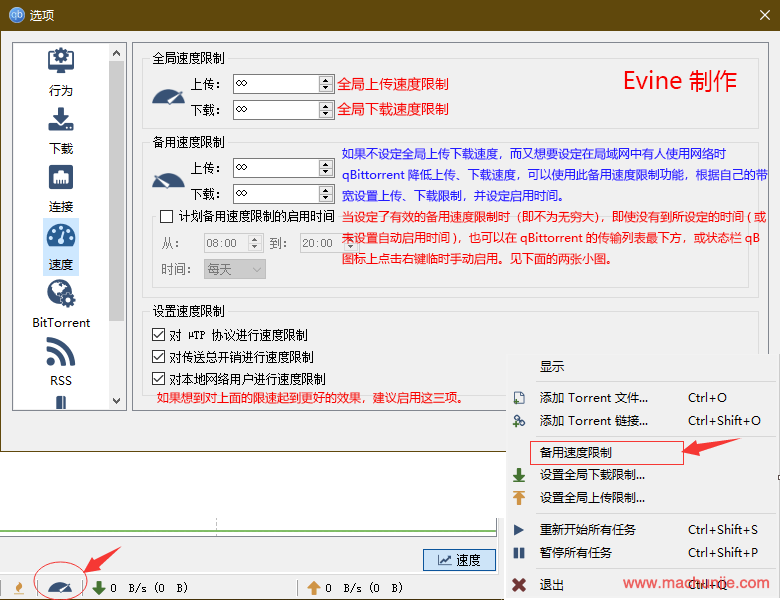 选项
行为
下载
连接
速度
BitTorrent
RSS
全局速度限制
上传： ∞ 全局上传速度限制
下载： ∞ 全局下载速度限制
Evine 制作
备用速度限制
上传： ∞
下载： ∞
如果不设定全局上传下载速度，而又想要设定在局域网中有人使用网络时
qBittorrent 降低上传、下载速度，可以使用此备用速度限制功能，根据自己的带
宽设置上传、下载限制，并设定启用时间。
计划备用速度限制的启用时间
从： 08:00 到： 20:00
时间： 每天
当设定了有效的备用速度限制时（即不为无穷大），即使没有到所设定的时间（或
未设置自动启用时间），也可以在 qBittorrent 的传输列表最下方，或状态栏 qB
图标上点击右键临时手动启用。见下面的两张小图。
设置速度限制
对 μTP 协议进行速度限制
对传送总开销进行速度限制
对本地网络用户进行速度限制
如果想到对上面的限速起到更好的效果，建议启用这三项。
显示
添加 Torrent 文件... Ctrl+O
添加 Torrent 链接... Ctrl+Shift+O
备用速度限制
设置全局下载限制...
设置全局上传限制...
重新开始所有任务 Ctrl+Shift+S
暂停所有任务 Ctrl+Shift+P
退出 Ctrl+Q
www.machunjie.com
速度
0 B/s (0 B)
0 B/s (0 B)